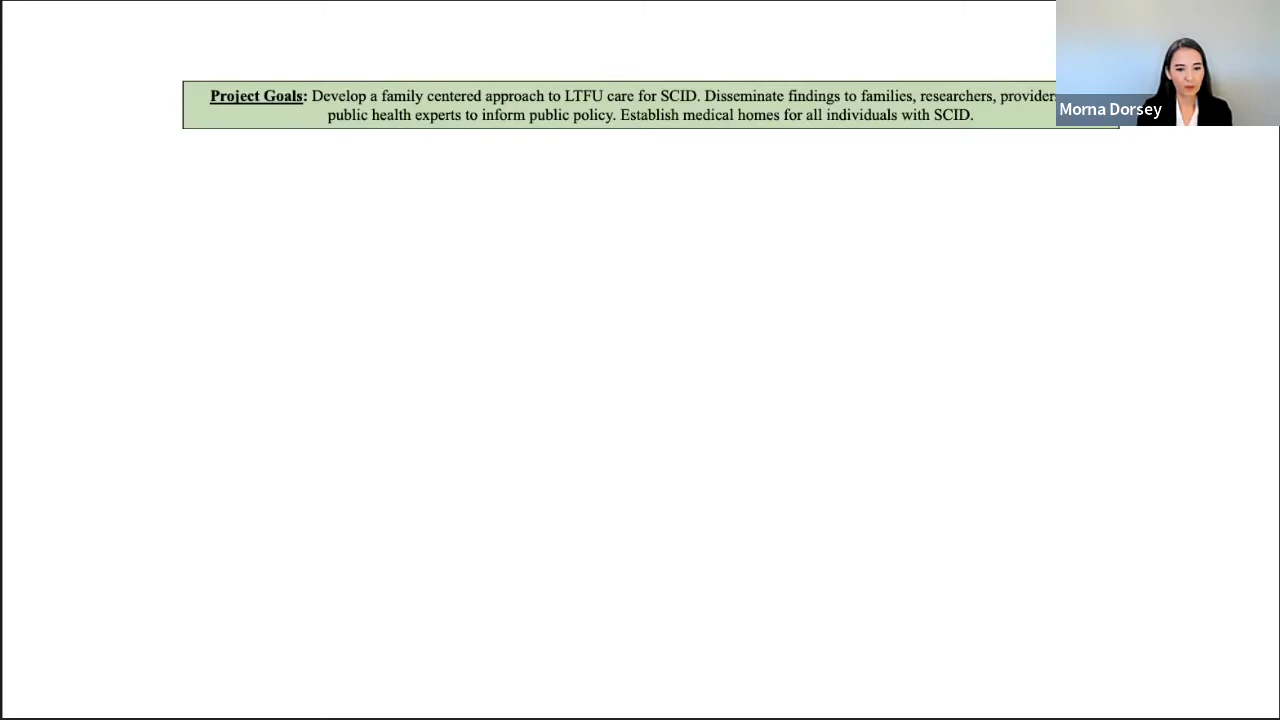 Project Goals: Develop a family centered approach to LTFU care for SCID. Disseminate findings to families, researchers,
public health experts to inform public policy. Establish medical homes for all individuals with SCID.
Morna Dorsey